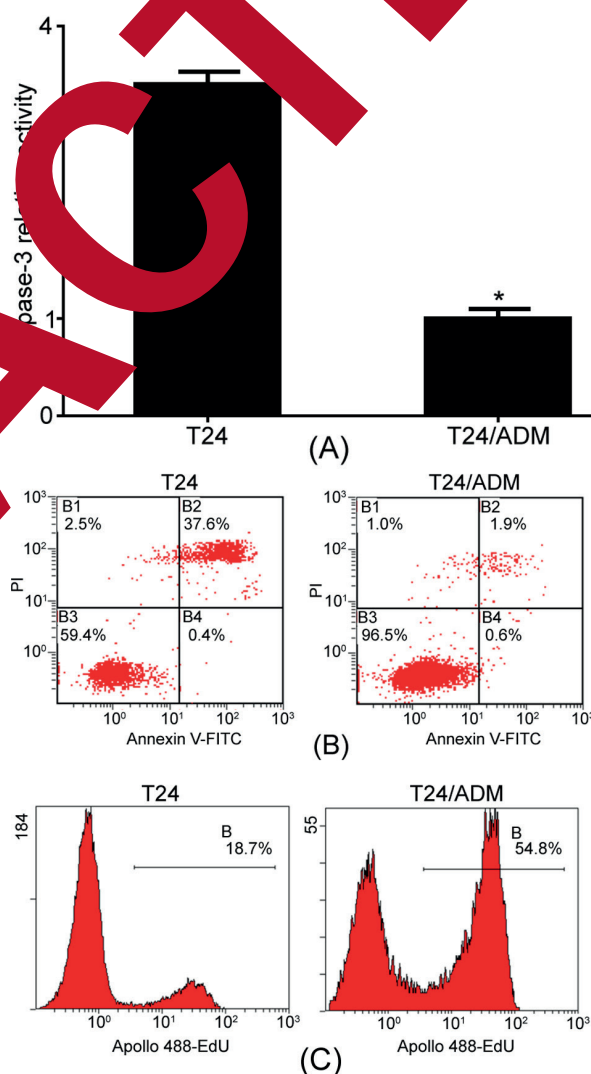 4
1
0
pase-3
*
T24 T24/ADM
(A)
T24 T24/ADM
10³ 10² 10¹ 10⁰
PI
B1
2.5%
B2
37.6%
B3
59.4%
B4
0.4%
10⁰ 10¹ 10² 10³
Annexin V-FITC
10³ 10² 10¹ 10⁰
PI
B1
1.0%
B2
1.9%
B3
96.5%
B4
0.6%
10⁰ 10¹ 10² 10³
Annexin V-FITC
(B)
T24 T24/ADM
184
B
18.7%
10⁰ 10¹ 10² 10³
Apollo 488-EdU
55
B
54.8%
10⁰ 10¹ 10² 10³
Apollo 488-EdU
(C)